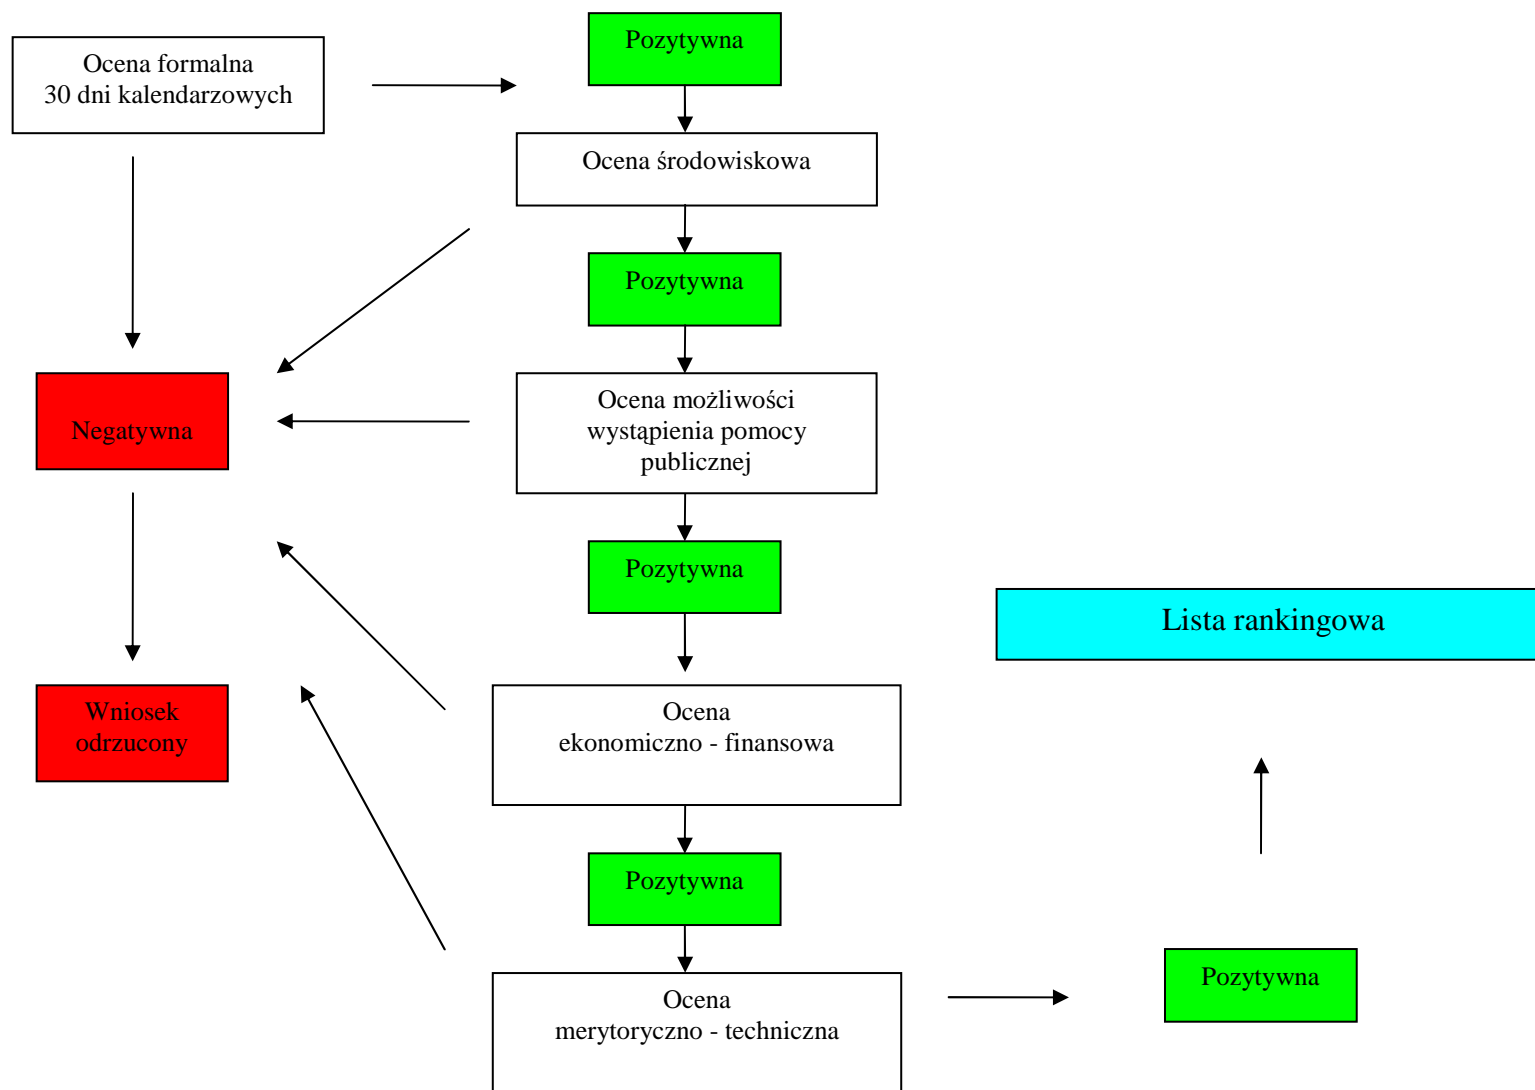 Pozytywna
Ocena formalna
30 dni kalendarzowych
Ocena środowiskowa
Pozytywna
Ocena możliwości
wystąpienia pomocy
publicznej
Negatywna
Pozytywna
Lista rankingowa
Wniosek
odrzucony
Ocena
ekonomiczno - finansowa
Pozytywna
Ocena
merytoryczno - techniczna
Pozytywna